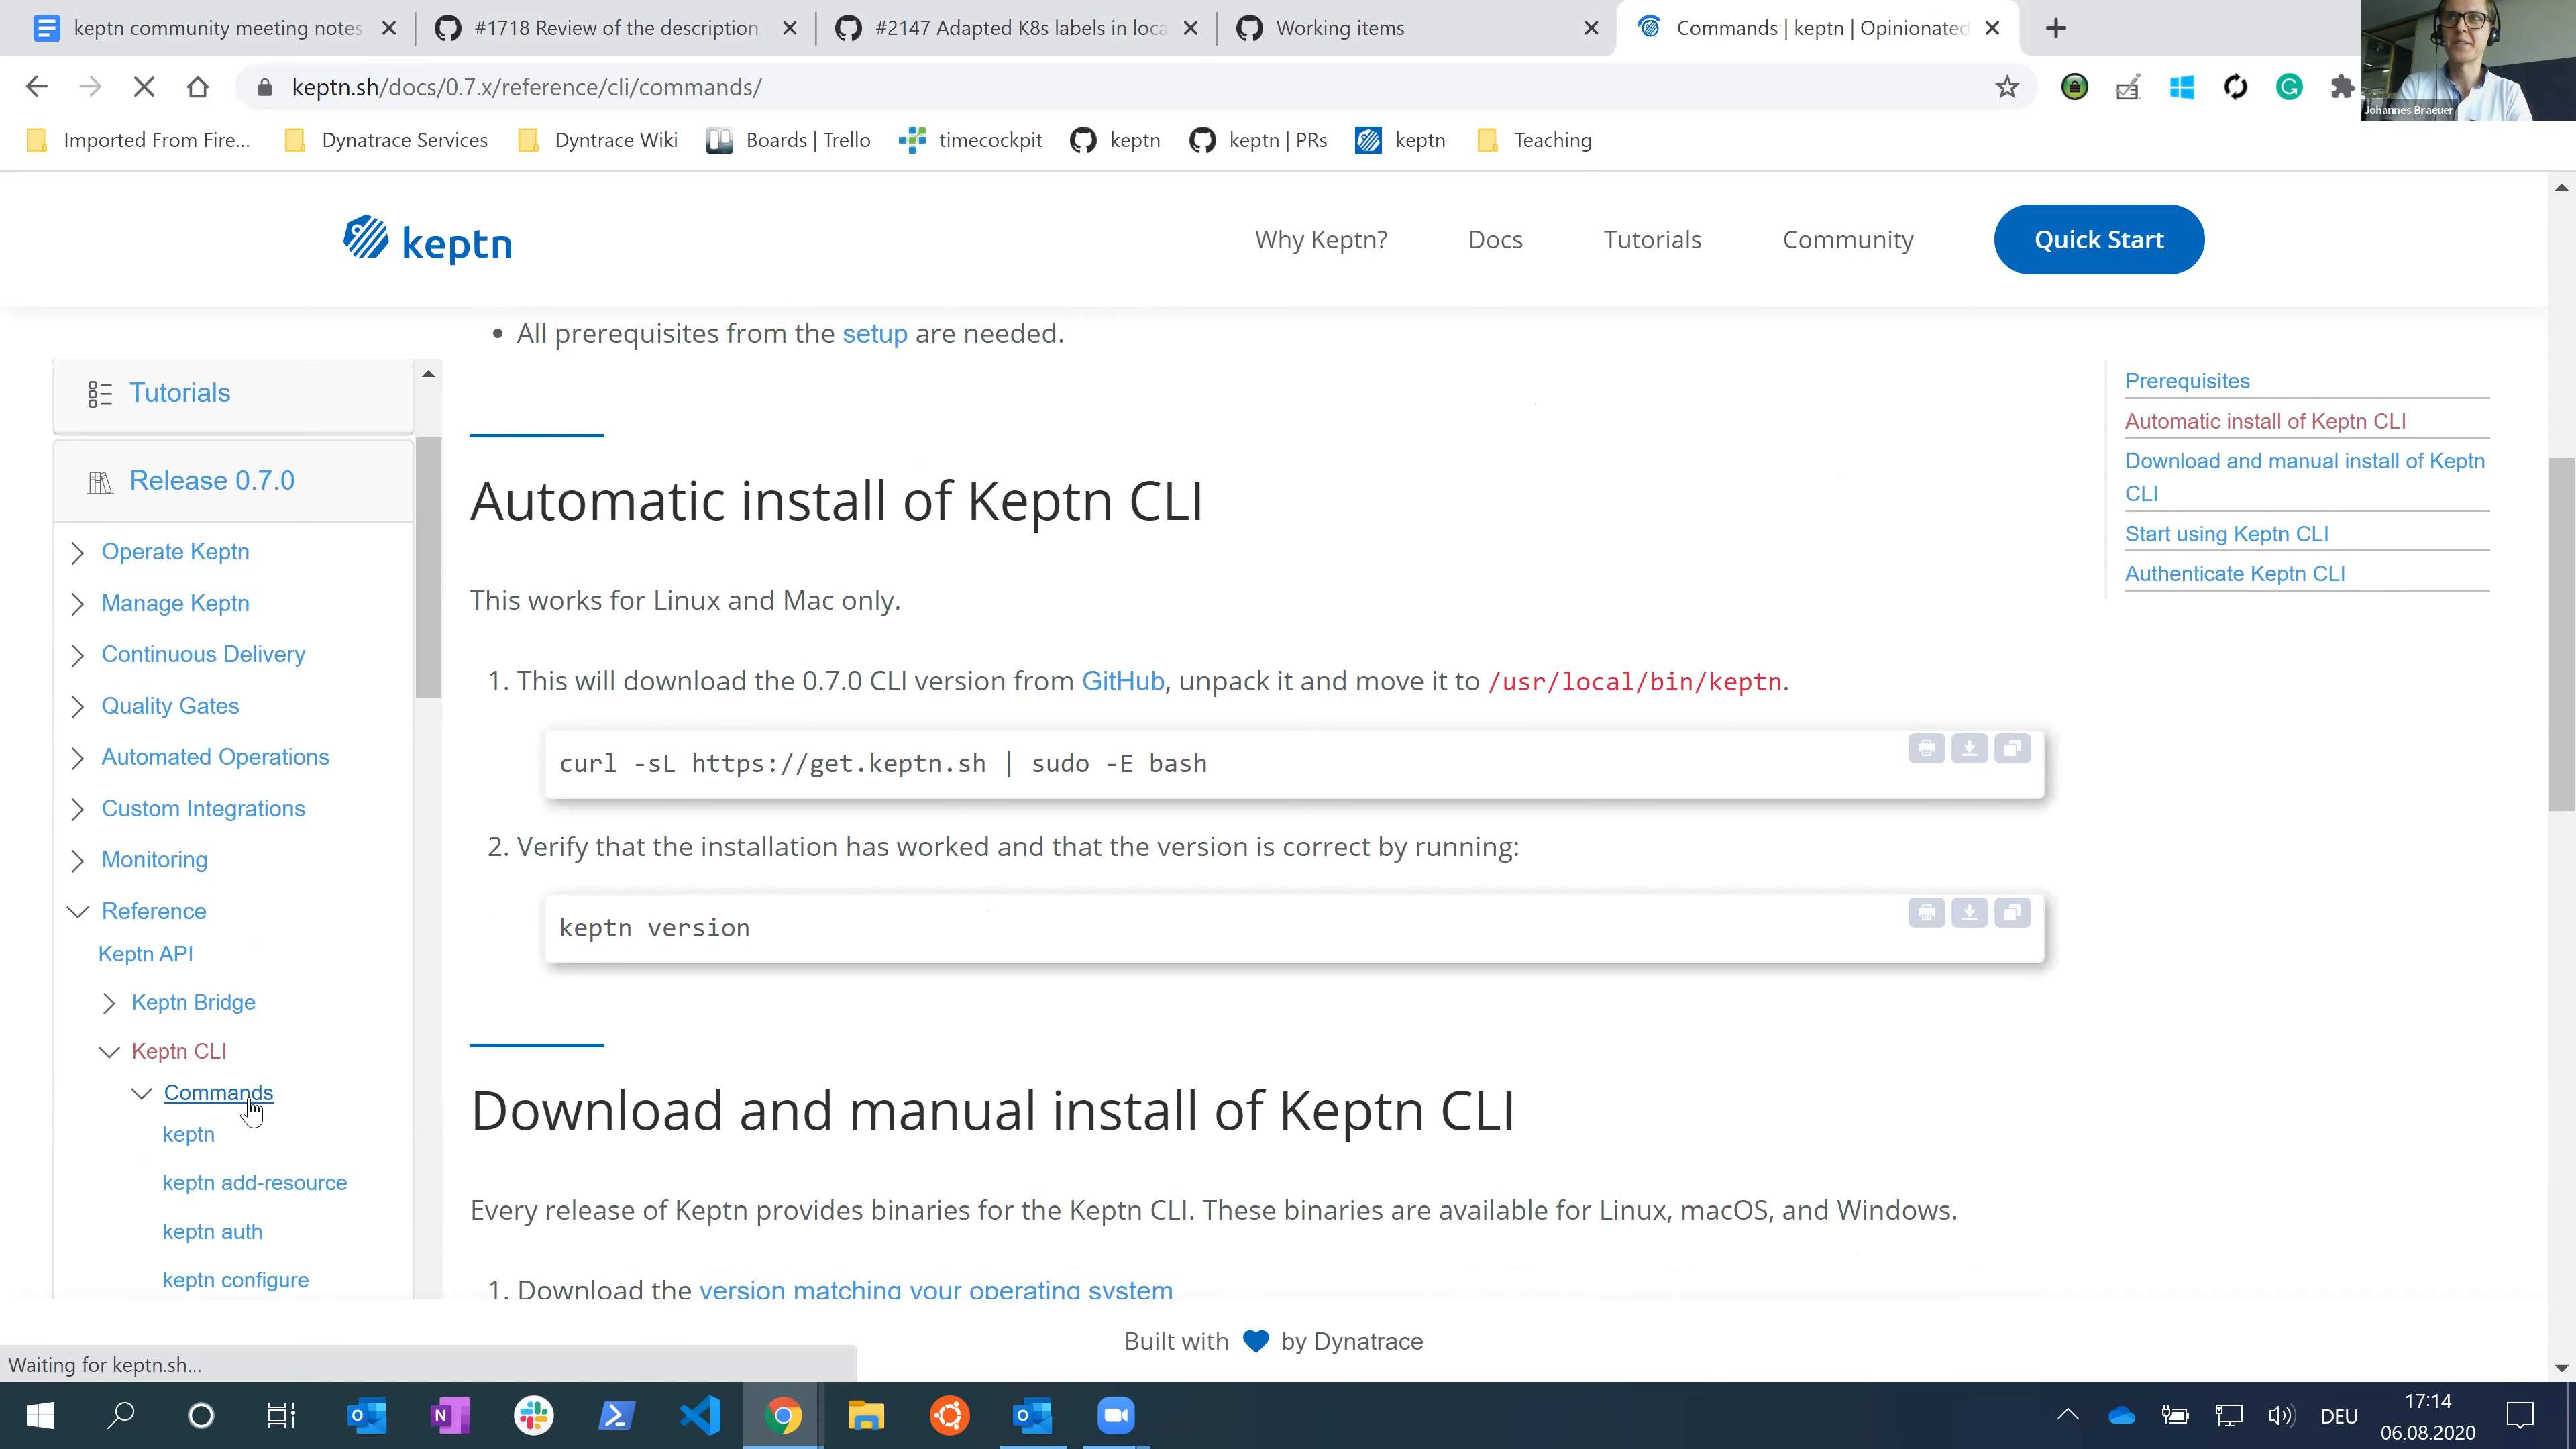 keptn community meeting notes
#1718 Review of the description
#2147 Adapted K8s labels in loca
Working items
Commands | keptn | Opinionated
keptn.sh/docs/0.7.x/reference/cli/commands/
Johannes Braeuer
Imported From Fire...
Dynatrace Services
Dyntrace Wiki
Boards | Trello
timecockpit
keptn
keptn | PRs
keptn
Teaching
keptn
Why Keptn?
Docs
Tutorials
Community
Quick Start
Tutorials
Release 0.7.0
Operate Keptn
Manage Keptn
Continuous Delivery
Quality Gates
Automated Operations
Custom Integrations
Monitoring
Reference
Keptn API
Keptn Bridge
Keptn CLI
Commands
keptn
keptn add-resource
keptn auth
keptn configure
• All prerequisites from the setup are needed.
Automatic install of Keptn CLI
This works for Linux and Mac only.
1. This will download the 0.7.0 CLI version from GitHub, unpack it and move it to /usr/local/bin/keptn.
curl -sL https://get.keptn.sh | sudo -E bash
2. Verify that the installation has worked and that the version is correct by running:
keptn version
Download and manual install of Keptn CLI
Every release of Keptn provides binaries for the Keptn CLI. These binaries are available for Linux, macOS, and Windows.
1. Download the version matching your operating system
Prerequisites
Automatic install of Keptn CLI
Download and manual install of Keptn
CLI
Start using Keptn CLI
Authenticate Keptn CLI
Built with by Dynatrace
Waiting for keptn.sh...
DEU
17:14
06.08.2020